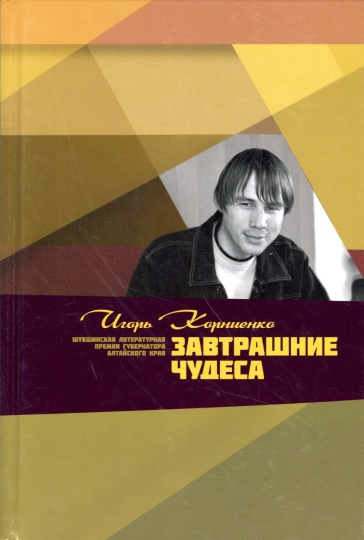 Игорь Корниенко
ШУКШИНСКАЯ ЛИТЕРАТУРНАЯ
ПРЕМИЯ ГУБЕРНАТОРА
АЛТАЙСКОГО КРАЯ
ЗАВТРАШНИЕ
ЧУДЕСА